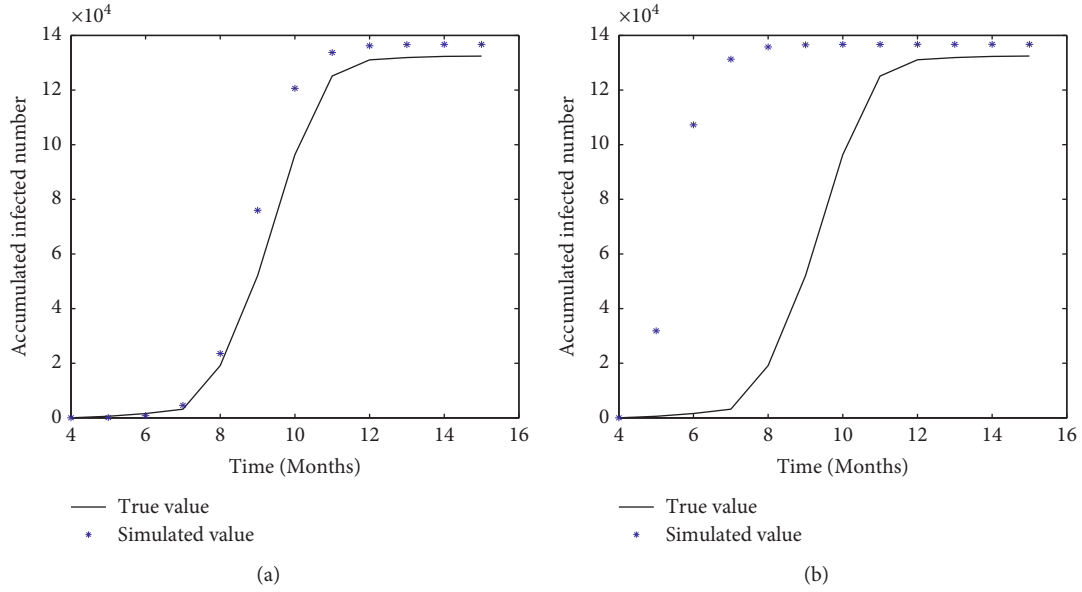 ×10⁴
14
12
10
8
6
4
2
0
Accumulated infected number
4 6 8 10 12 14 16
Time (Months)
True value
Simulated value
(a)
×10⁴
14
12
10
8
6
4
2
0
Accumulated infected number
4 6 8 10 12 14 16
Time (Months)
True value
Simulated value
(b)